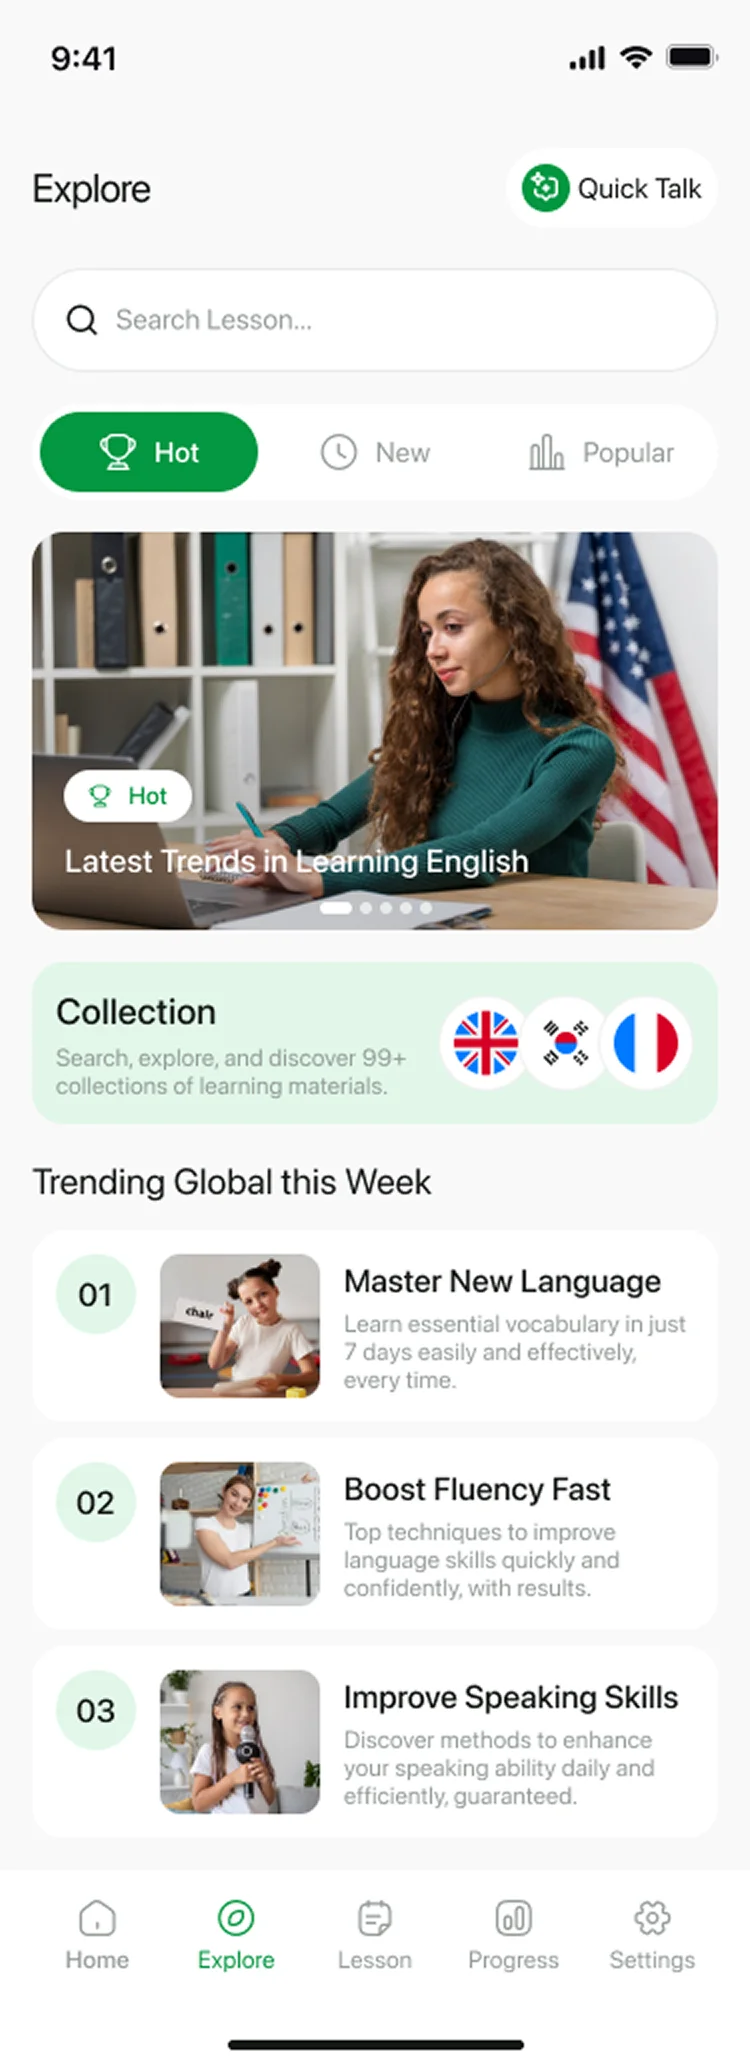 9:41
Explore
Quick Talk
Search Lesson...
Hot
New
Popular
Hot
Latest Trends in Learning English
Collection
Search, explore, and discover 99+
collections of learning materials.
Trending Global this Week
01
chair
Master New Language
Learn essential vocabulary in just
7 days easily and effectively,
every time.
02
Boost Fluency Fast
Top techniques to improve
language skills quickly and
confidently, with results.
03
Improve Speaking Skills
Discover methods to enhance
your speaking ability daily and
efficiently, guaranteed.
Home
Explore
Lesson
Progress
Settings